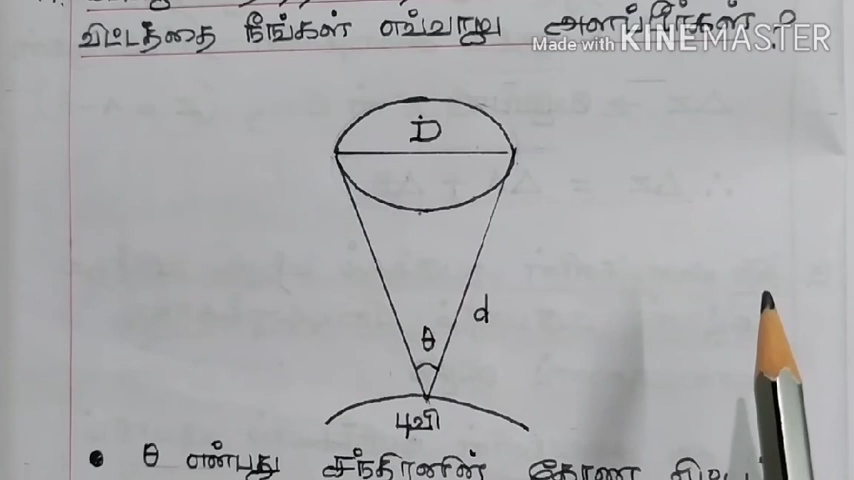 விட்டத்தை நீங்கள் எவ்வாறு அளப்பீர்கள் ?
Made with KINEMASTER
D
d
θ
புவி
• θ என்பது சந்திரனின் கோண